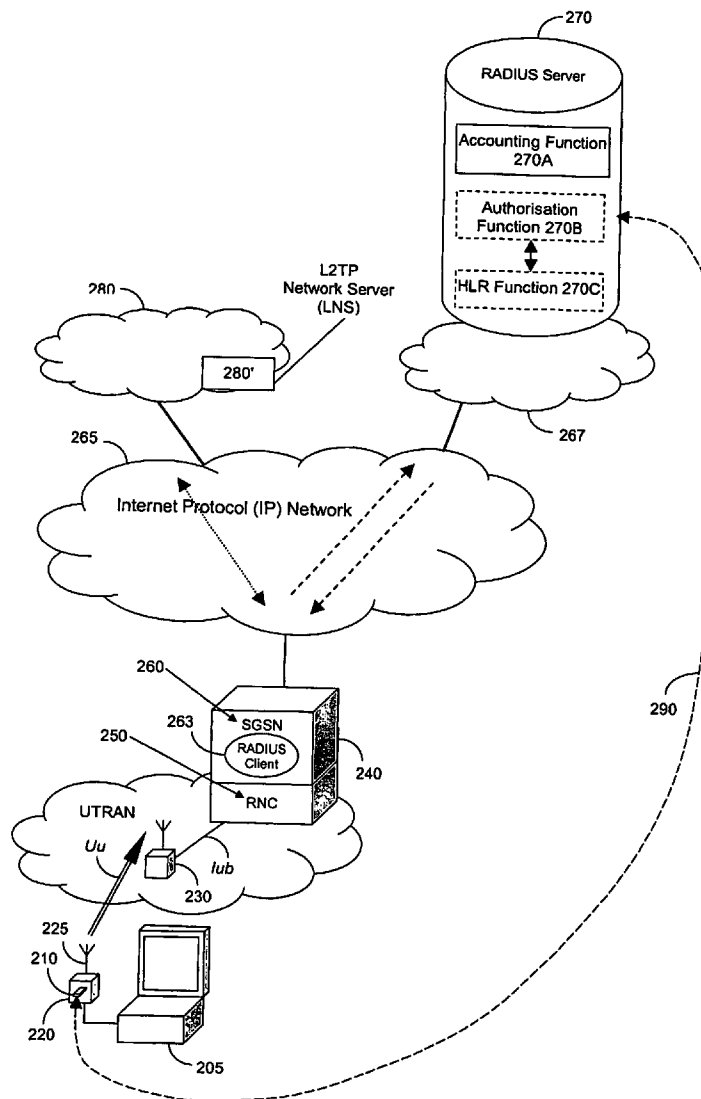 270
RADIUS Server
Accounting Function
270A
Authorisation
Function 270B
HLR Function 270C
L2TP
Network Server
(LNS)
280
280'
265
267
Internet Protocol (IP) Network
260
SGSN
263
RADIUS
Client
250
240
290
RNC
UTRAN
Uu
Iub
230
225
210
220
205